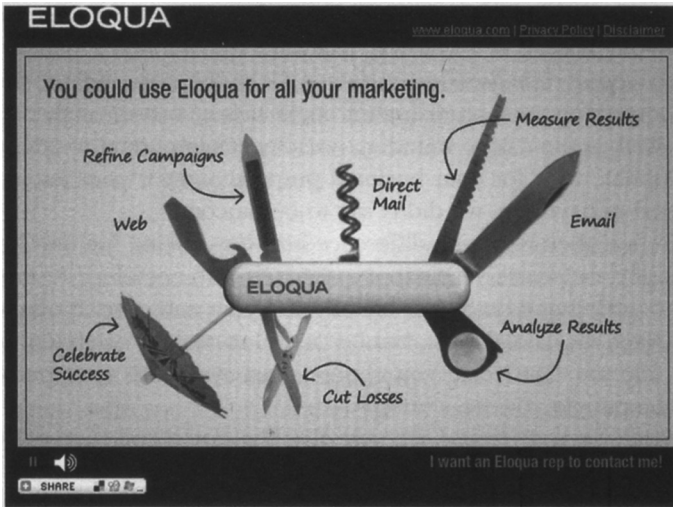 ELOQUA
www.eloqua.com | Privacy Policy | Disclaimer
You could use Eloqua for all your marketing.
Measure Results
Refine Campaigns
Direct
Mail
Web
Email
ELOQUA
Analyze Results
Celebrate
Success
Cut Losses
I want an Eloqua rep to contact me!
SHARE